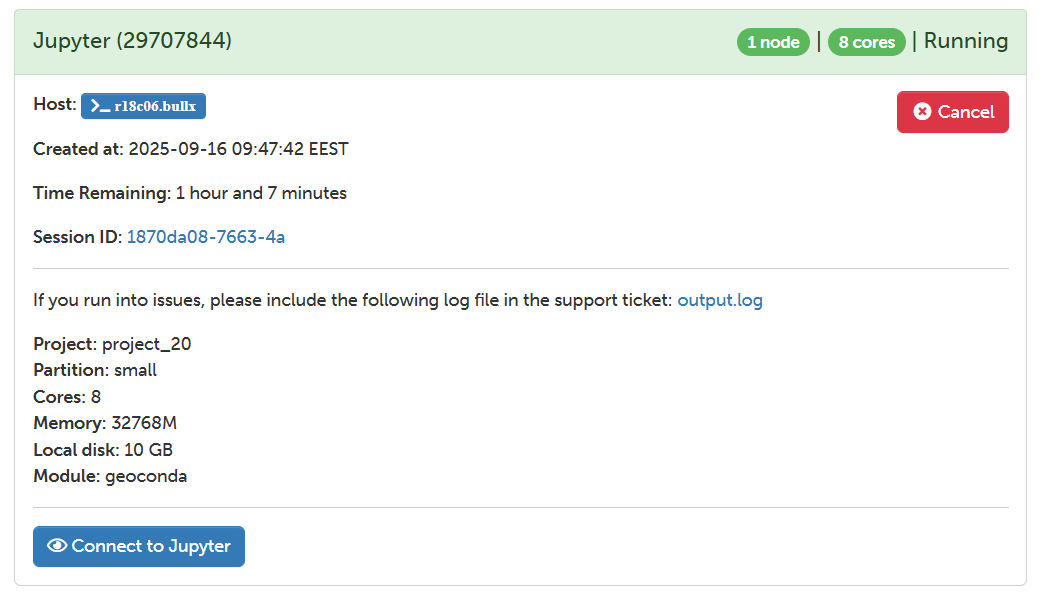 Jupyter (29707844)
1 node | 8 cores | Running
Host: >_ r18c06.bullx
Cancel
Created at: 2025-09-16 09:47:42 EEST
Time Remaining: 1 hour and 7 minutes
Session ID: 1870da08-7663-4a
If you run into issues, please include the following log file in the support ticket: output.log
Project: project_20
Partition: small
Cores: 8
Memory: 32768M
Local disk: 10 GB
Module: geoconda
Connect to Jupyter